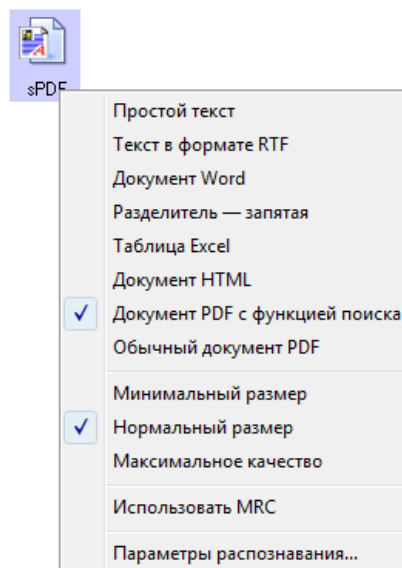 sPDF
Простой текст
Текст в формате RTF
Документ Word
Разделитель — запятая
Таблица Excel
Документ HTML
Документ PDF с функцией поиска
Обычный документ PDF
Минимальный размер
Нормальный размер
Максимальное качество
Использовать MRC
Параметры распознавания...